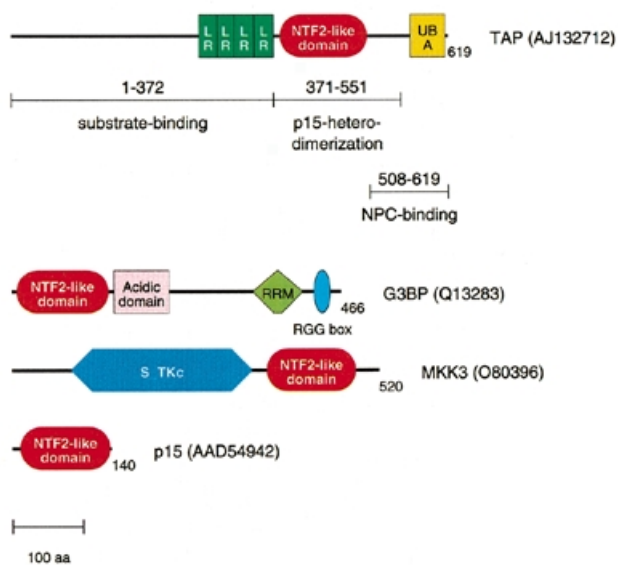 L L L L NTF2-like UB
R R R R domain A
619 TAP (AJ132712)
1-372 371-551
substrate-binding p15-hetero-
dimerization
508-619
NPC-binding
NTF2-like Acidic
domain domain RRM
466 G3BP (Q13283)
RGG box
S TKc NTF2-like
domain
520 MKK3 (O80396)
NTF2-like
domain
140 p15 (AAD54942)
100 aa